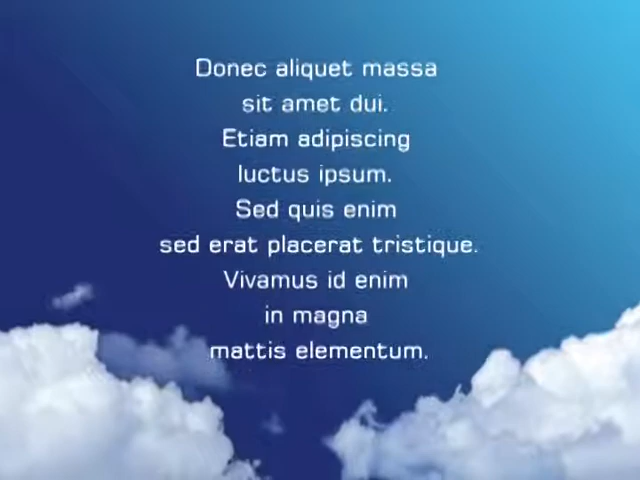 Donec aliquet massa
sit amet dui.
Etiam adipiscing
luctus ipsum.
Sed quis enim
sed erat placerat tristique.
Vivamus id enim
in magna
mattis elementum.